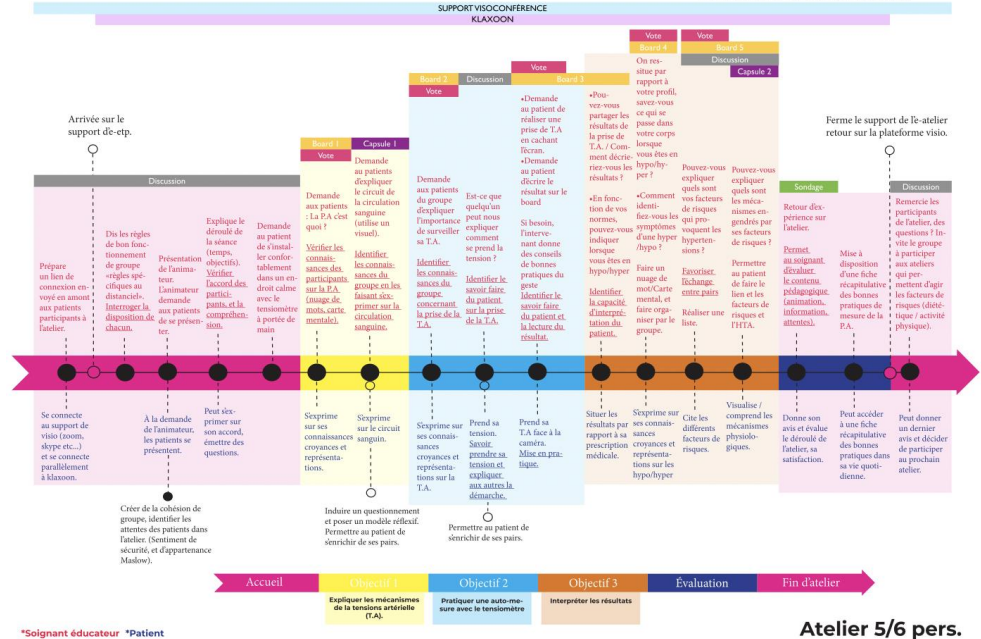 SUPPORT VISOCONFÉRENCE
KLAXOON
Arrivée sur le
support d'e-etp.
Ferme le support de l'e-atelier
retour sur la plateforme visio.
Discussion
Prépare
un lien de
connexion en-
voyé en amont
aux patients
participants à
l'atelier.
Dis les règles
de bon fonc-
tionnement
de groupe
«règles spé-
cifiques au
distanciel».
Interroger la
disposition de
chacun.
Présentation
de l'anima-
teur.
L'animateur
demande
aux patients
de se présen-
ter.
Explique le
déroulé de
la séance
(temps,
objectifs).
Vérifier
l'accord des
partici-
pants, et la
compréhen-
sion.
Demande
au patient
de s'instal-
ler confor-
tablement
dans un en-
droit calme
avec le
tensiomètre
à portée de
main
Board 1
Vote
Demande
aux patients
: La P.A c'est
quoi ?
Vérifier les
connais-
sances des
participants
sur la P.A
(nuage de
mots, carte
mentale).
Capsule 1
Demande
au patients
d'expliquer
le circuit de
la circulation
sanguine
(utilise un
visuel).
Identifier
les connais-
sances du
groupe en les
faisant s'ex-
primer sur la
circulation
sanguine.
Board 2
Vote
Demande
aux patients
du groupe
d'expliquer
l'importance
de surveiller
sa T.A.
Identifier
les connais-
sances du
groupe
concernant
la prise de la
T.A.
Discussion
Est-ce que
quelqu'un
peut nous
expliquer
comment
se prend la
tension ?
Identifier le
savoir faire
du patient
sur la prise
de la T.A.
Vote
Board 3
•Demande
au patient de
réaliser une
prise de T.A
en cachant
l'écran.
•Demande
au patient
d'écrire le
résultat sur le
board
Si besoin,
l'interve-
nant donne
des conseils
de bonnes
pratiques du
geste
Identifier le
savoir faire
du patient et
la lecture du
résultat.
•Pou-
vez-vous
partager les
résultats de
la prise de
T.A. / Com-
ment décrie-
riez-vous les
résultats ?
•En fonc-
tion de vos
normes,
pouvez-vous
indiquer
lorsque
vous êtes en
hypo/hyper
Identifier
la capacité
d'interpré-
tation du
patient.
Vote
Board 4
On res-
situe par
rapport à
votre profil,
savez-vous
ce qui se
passe dans
votre corps
lorsque
vous êtes en
hypo/hy-
per ?
•Comment
identi-
fiez-vous les
symptômes
d'une hyper
/hypo ?
Faire un
nuage de
mot/Carte
mental, et
faire orga-
niser par le
groupe.
Vote
Board 3
Discussion
Pouvez-vous
expliquer
quels sont
vos facteurs
de risques
qui pro-
voquent les
hyperten-
sions ?
Favoriser
l'échange
entre pairs
Réaliser une
liste.
Capsule 2
Pouvez-vous
expliquer
quels sont
les méca-
nismes en-
gendrés par
ses facteurs
de risques ?
Permettre
au patient
de faire le
lien et les
facteurs de
risques et
l'HTA.
Sondage
Retour d'ex-
périence sur
l'atelier.
Permet
au soignant
d'évaluer
le contenu
pédagogique
(animation,
information,
attentes).
Mise à
disposition
d'une fiche
récapitulative
des bonnes
pratiques de
mesure de la
P.A.
Discussion
Remercie les
participants
de l'atelier, des
questions ? In-
vite le groupe
à participer
aux ateliers
qui per-
mettent d'agir
les facteurs de
risques (diété-
tique / activité
physique).
Se connecte
au support de
visio (zoom,
skype etc...)
et se connecte
parallèlement
à klaxoon.
À la demande
de l'animateur,
les patients se
présentent.
Peut s'ex-
primer sur
son accord,
émettre des
questions.
S'exprime
sur ses
connaissances
croyances et
représenta-
tions.
S'exprime
sur le circuit
sanguin.
S'exprime sur
ses connais-
sances
croyances et
représenta-
tions sur la
T.A.
Prend sa
tension.
Savoir
prendre sa
tension et
expliquer
aux autres la
démarche.
Prend sa
T.A face à la
caméra.
Mise en pra-
tique.
Situer les
résultats par
rapport à sa
prescription
médicale.
S'exprime sur
ses connais-
sances
croyances et
représenta-
tions sur les
hypo/hyper
Cite les
différents
facteurs de
risques.
Visualise /
comprend les
mécanismes
physiolo-
giques.
Donne son
avis et évalue
le déroulé de
l'atelier, sa
satisfaction.
Peut accéder
à une fiche
récapitulative
des bonnes
pratiques dans
sa vie quoti-
dienne.
Peut donner
un dernier
avis et décider
de participer
au prochain
atelier.
Créer de la cohésion de
groupe, identifier les
attentes des patients dans
l'atelier. (Sentiment de
sécurité, et d'appartenance
Maslow).
Induire un questionnement
et poser un modèle réflexif.
Permettre au patient de
s'enrichir de ses pairs.
Permettre au patient de
s'enrichir de ses pairs.
Accueil
Objectif 1
Objectif 2
Objectif 3
Évaluation
Fin d'atelier
Expliquer les mécanismes
de la tensions artérielle
(T.A).
Pratiquer une auto-me-
sure avec le tensiomètre
Interpréter les résultats
*Soignant éducateur *Patient
Atelier 5/6 pers.